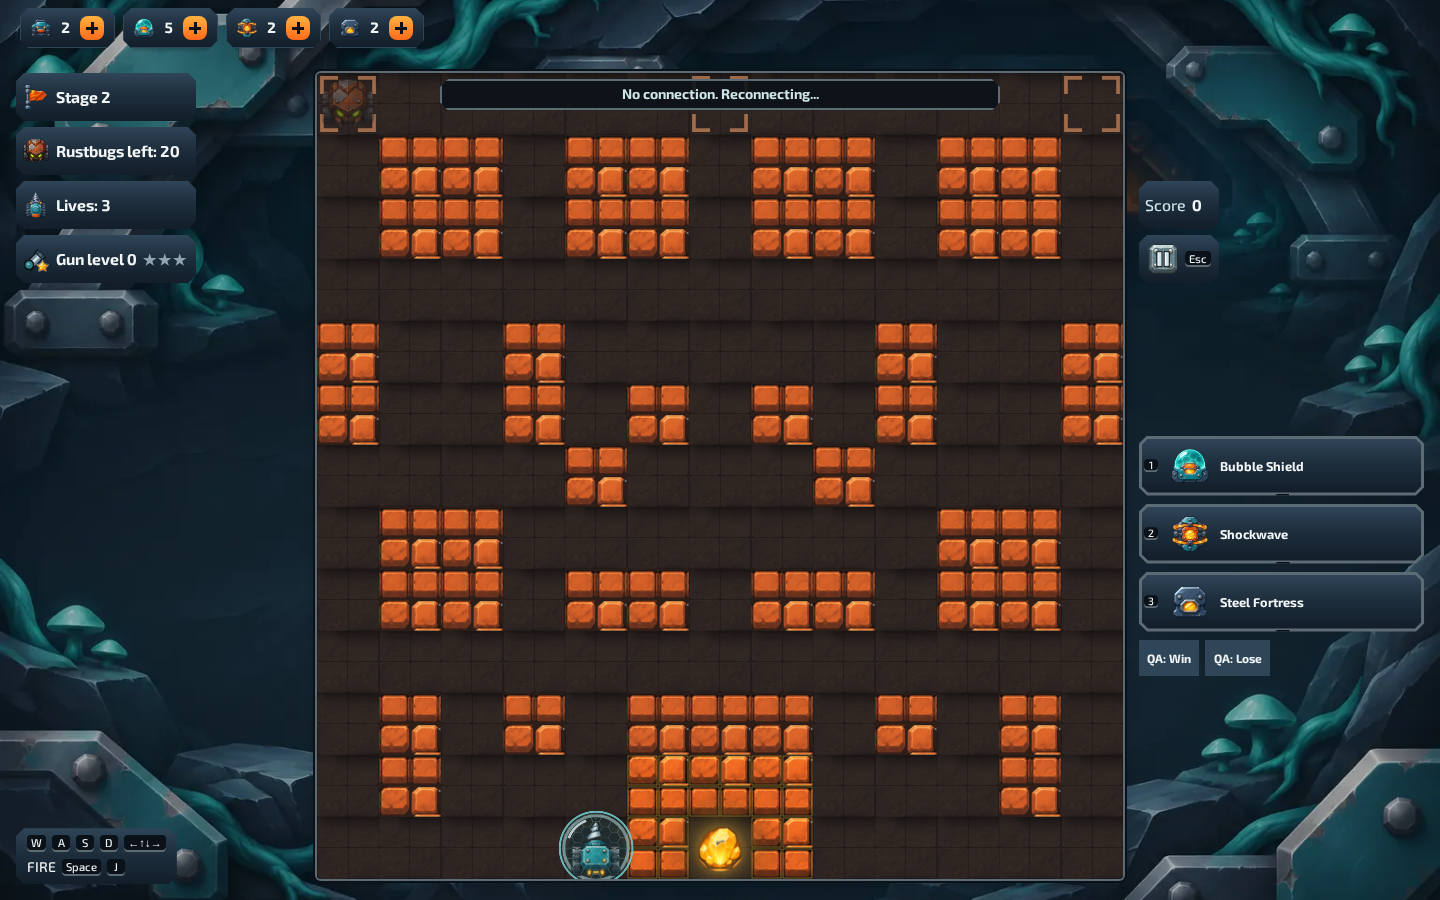 2 5 2 2
Stage 2
No connection. Reconnecting...
Rustbugs left: 20
Lives: 3
Score 0
Gun level 0
Esc
1 Bubble Shield
2 Shockwave
3 Steel Fortress
QA: Win QA: Lose
W A S D ←↑↓→
FIRE Space J